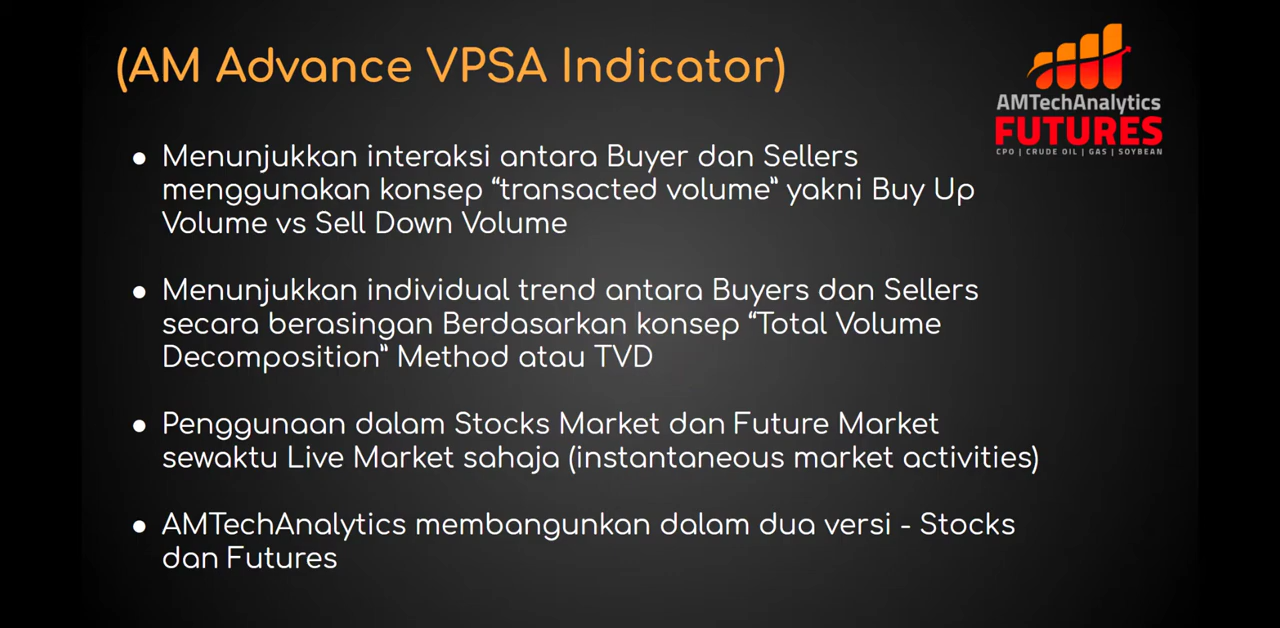 (AM Advance VPSA Indicator)
AMTechAnalytics
FUTURES
CPO | CRUDE OIL | GAS | SOYBEAN
● Menunjukkan interaksi antara Buyer dan Sellers
menggunakan konsep “transacted volume” yakni Buy Up
Volume vs Sell Down Volume
● Menunjukkan individual trend antara Buyers dan Sellers
secara berasingan Berdasarkan konsep “Total Volume
Decomposition” Method atau TVD
● Penggunaan dalam Stocks Market dan Future Market
sewaktu Live Market sahaja (instantaneous market activities)
● AMTechAnalytics membangunkan dalam dua versi - Stocks
dan Futures